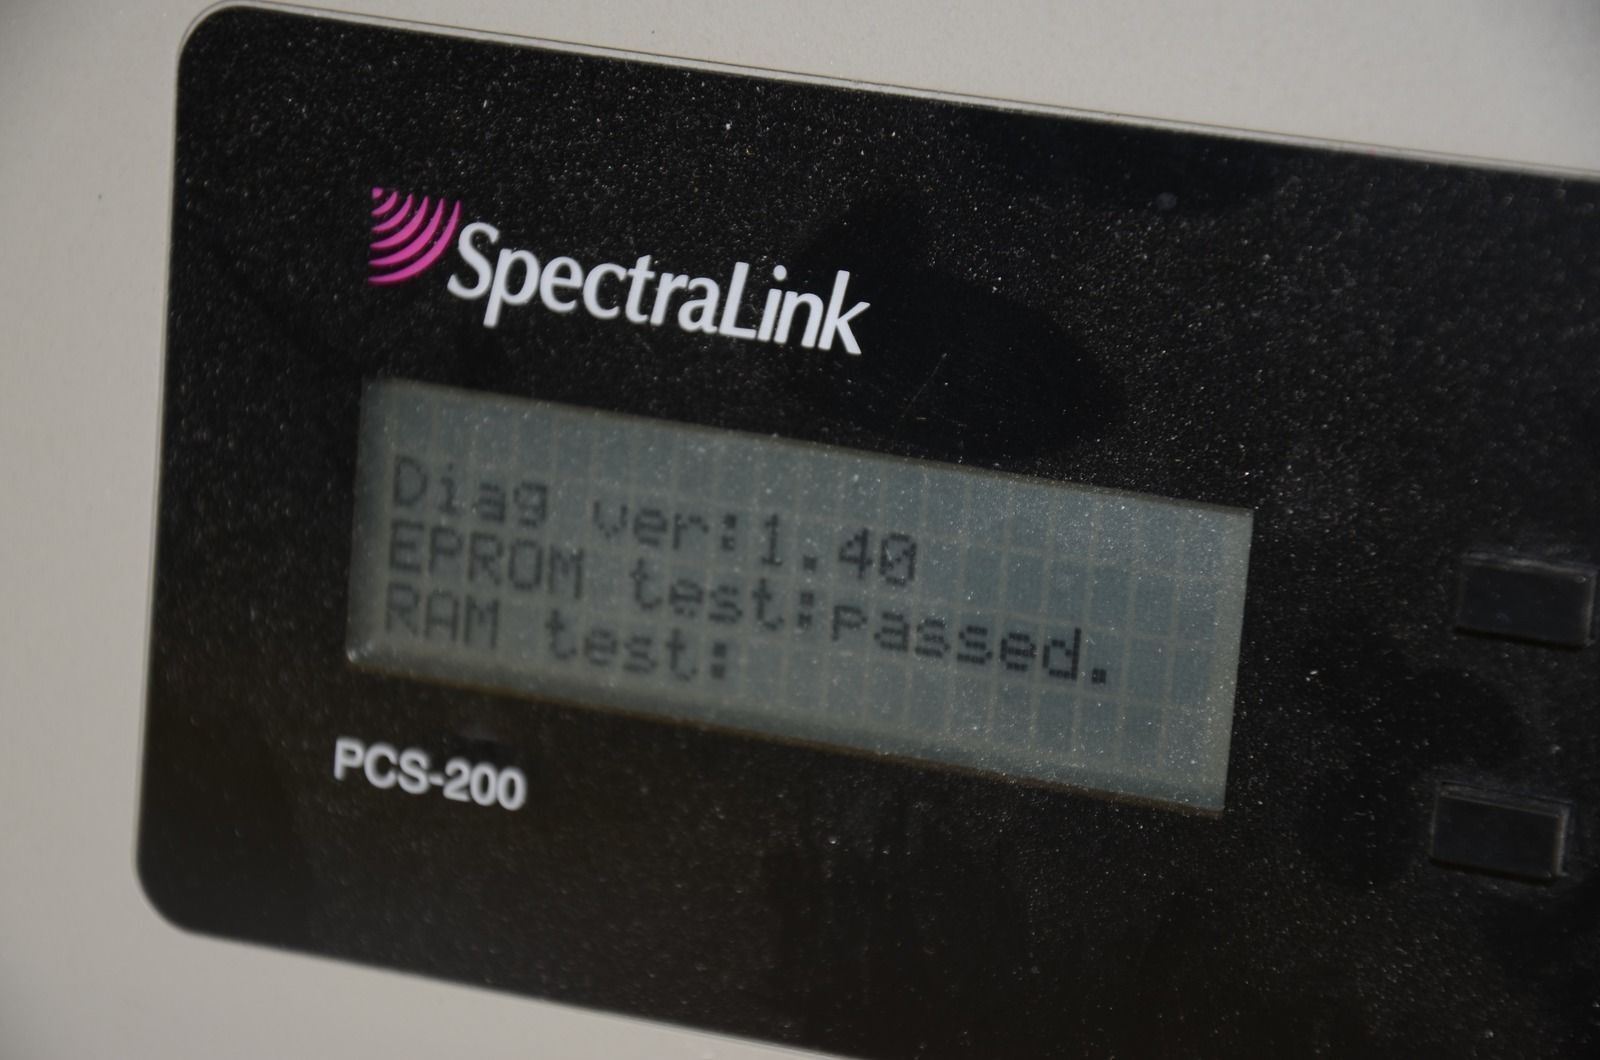 SpectraLink
Diag ver:1.40
EPROM test:passed.
RAM test:
PCS-200